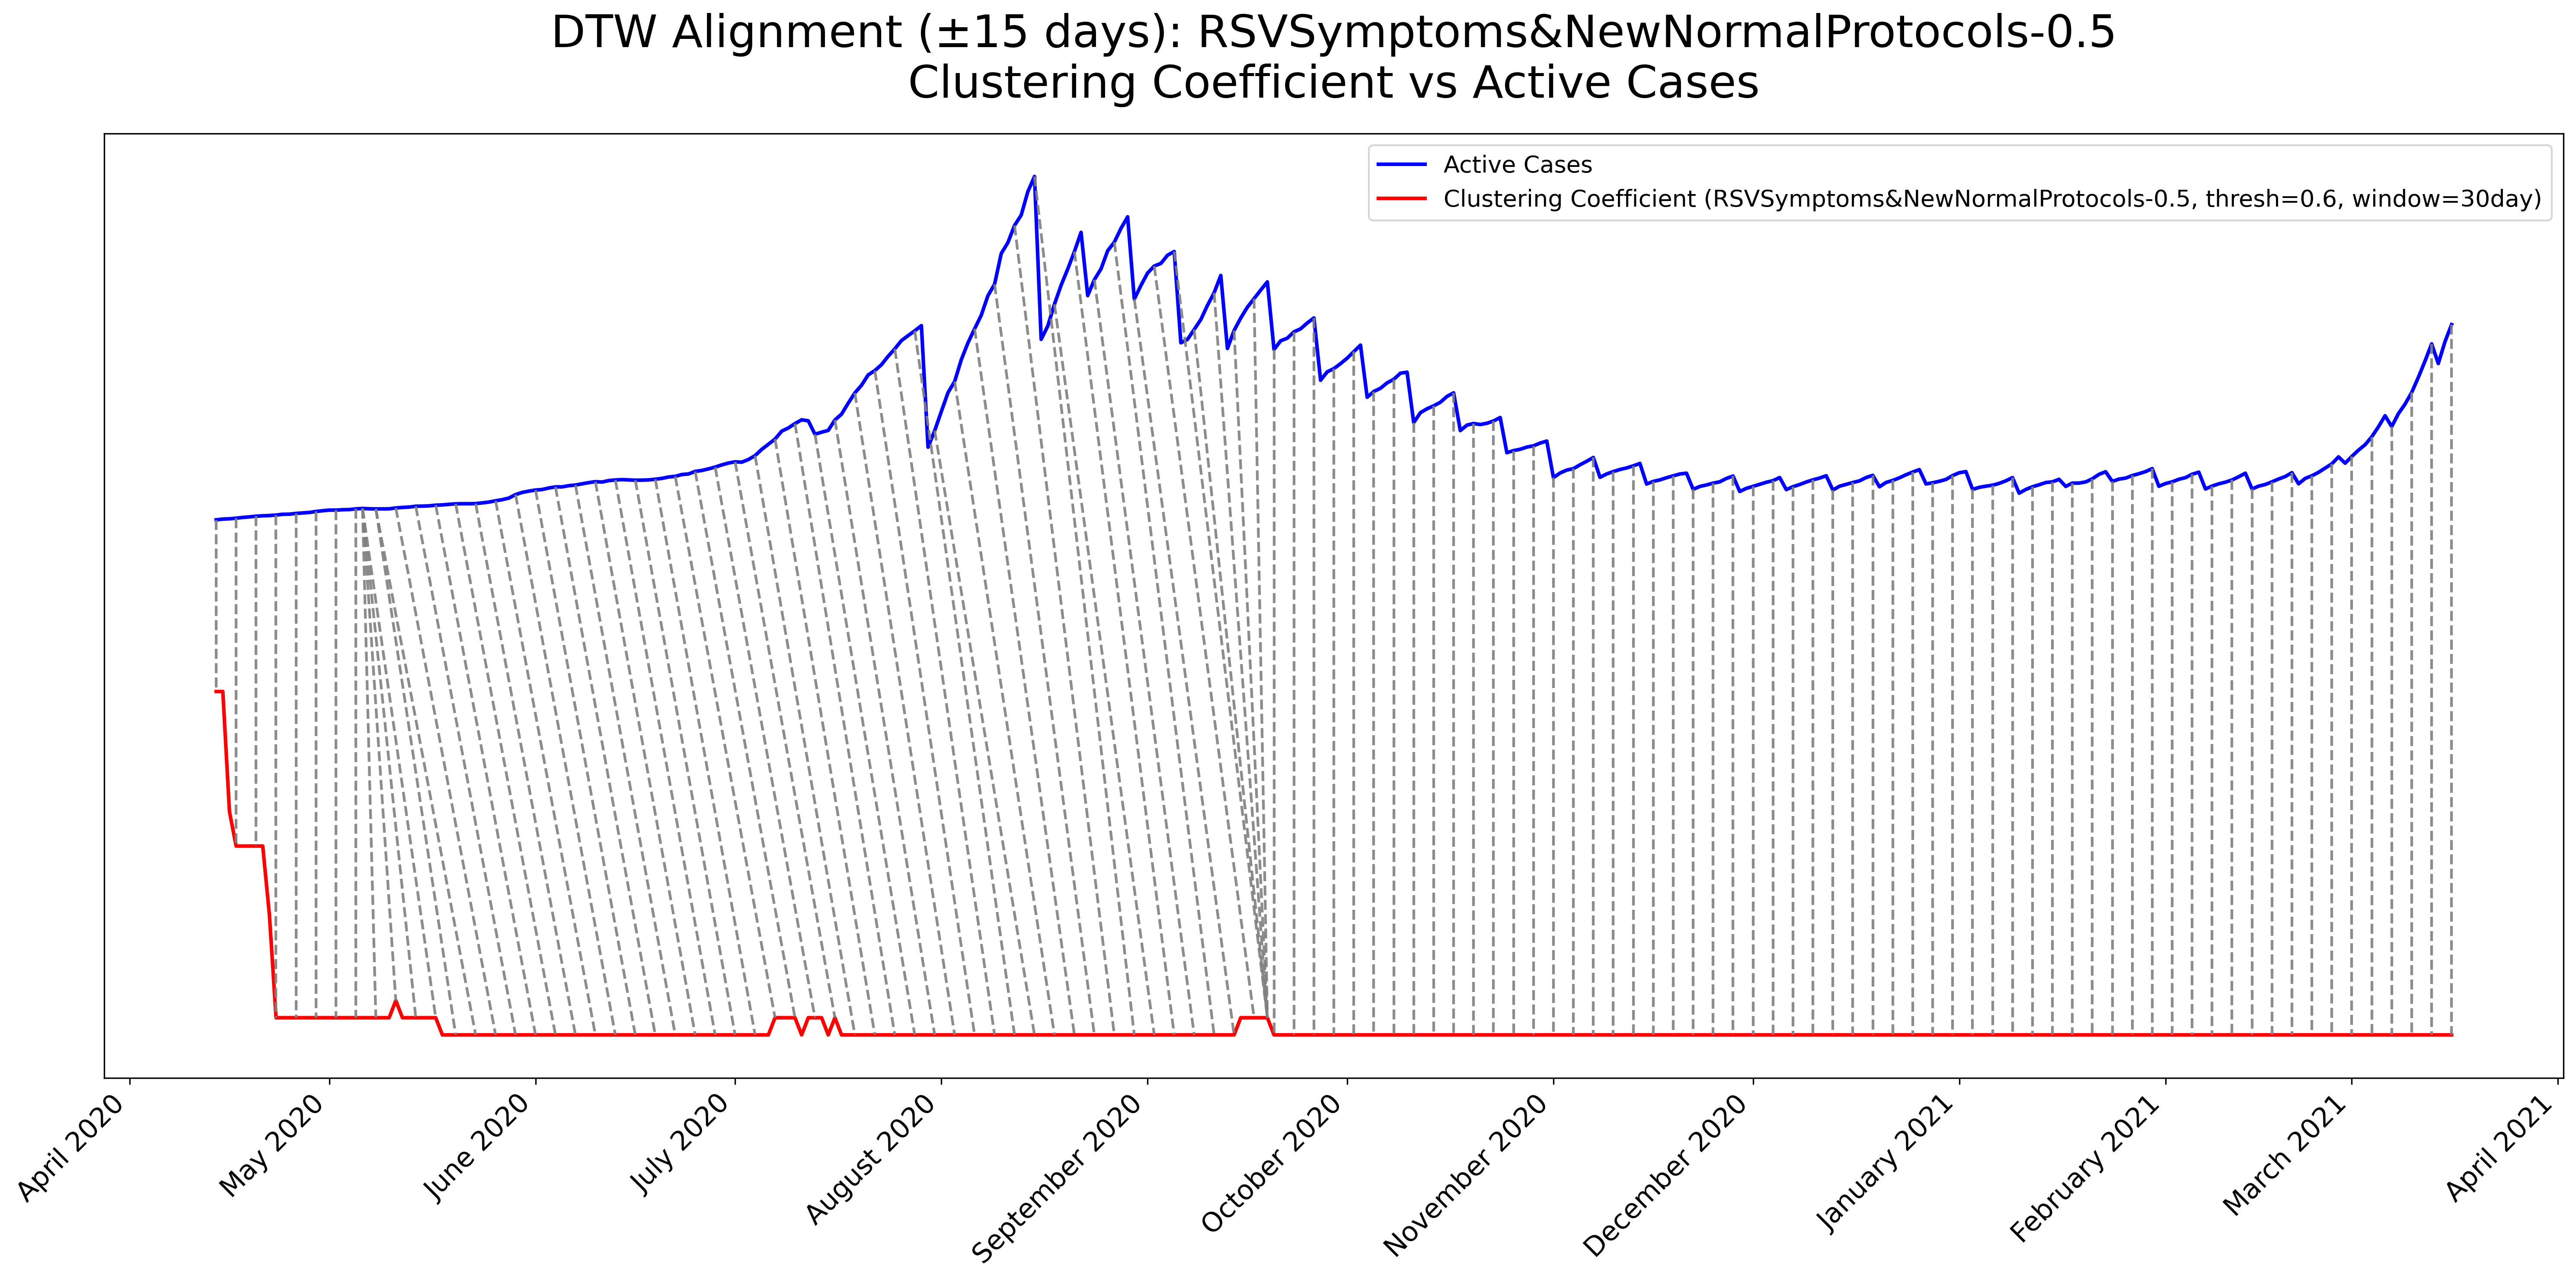 DTW Alignment (±15 days): RSVSymptoms&NewNormalProtocols-0.5
Clustering Coefficient vs Active Cases
Active Cases
Clustering Coefficient (RSVSymptoms&NewNormalProtocols-0.5, thresh=0.6, window=30day)
April 2020
May 2020
June 2020
July 2020
August 2020
September 2020
October 2020
November 2020
December 2020
January 2021
February 2021
March 2021
April 2021